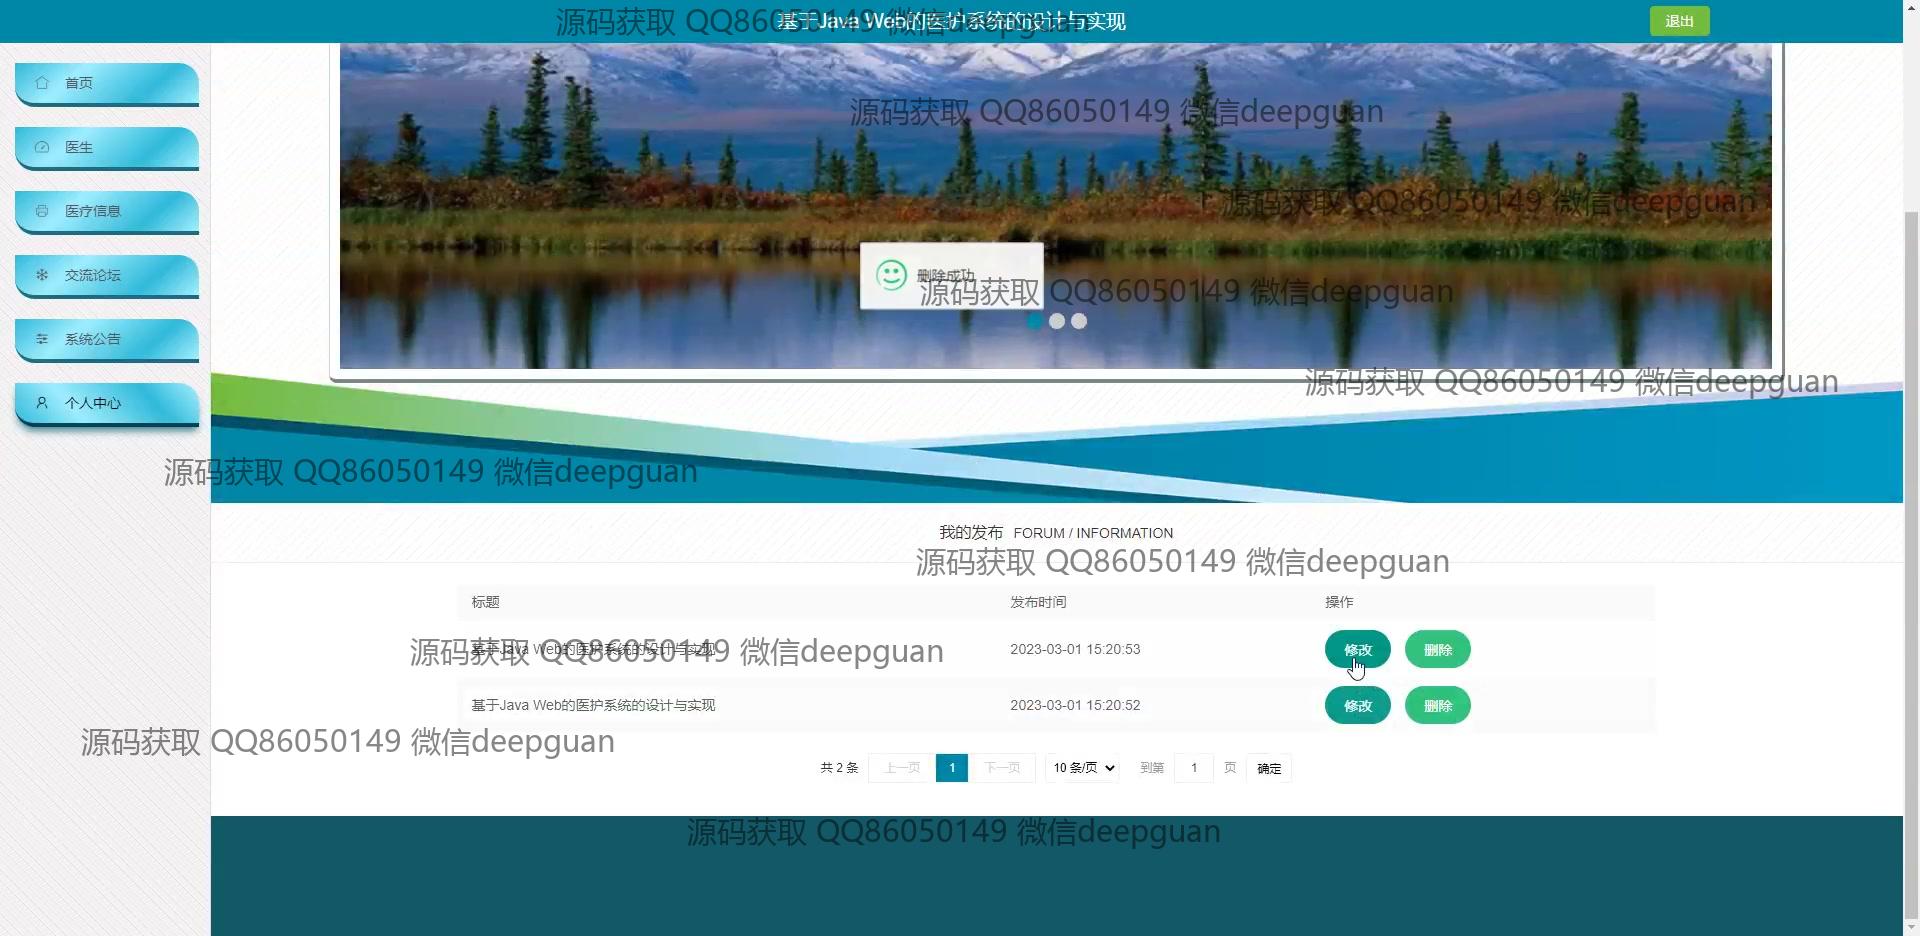 基于Java Web的医护系统的设计与实现
退出
源码获取 QQ86050149 微信deepguan
首页
医生
医疗信息
交流论坛
系统公告
个人中心
源码获取 QQ86050149 微信deepguan
源码获取 QQ86050149 微信deepguan
删除成功
源码获取 QQ86050149 微信deepguan
源码获取 QQ86050149 微信deepguan
源码获取 QQ86050149 微信deepguan
我的发布 FORUM / INFORMATION
源码获取 QQ86050149 微信deepguan
标题 发布时间 操作
基于Java Web的医护系统的设计与实现 2023-03-01 15:20:53 修改 删除
源码获取 QQ86050149 微信deepguan
基于Java Web的医护系统的设计与实现 2023-03-01 15:20:52 修改 删除
源码获取 QQ86050149 微信deepguan
共 2 条 上一页 1 下一页 10 条/页 到第 1 页 确定
源码获取 QQ86050149 微信deepguan